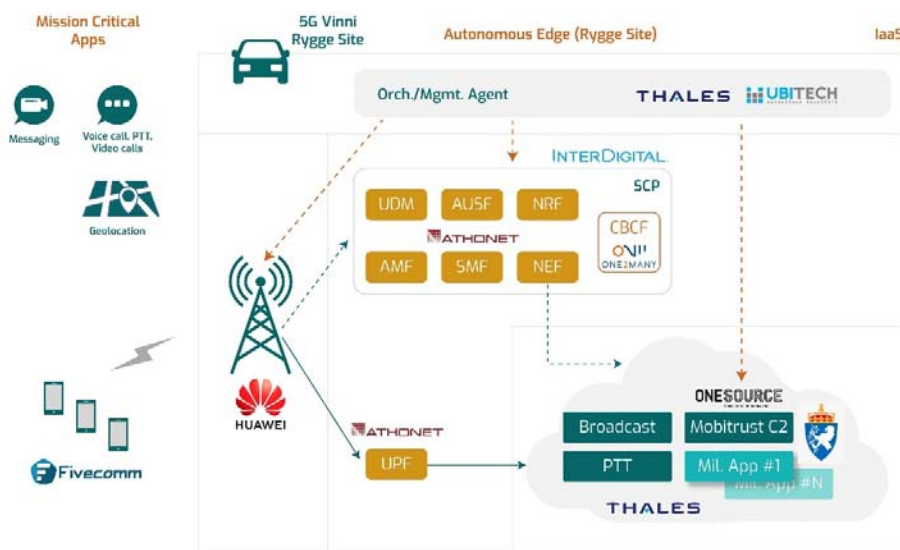 Mission Critical
Apps
5G Vinni
Rygge Site
Autonomous Edge (Rygge Site)
IaaS
Orch./Mgmt. Agent
THALES
UBITECH
Messaging
Voice call, PTT,
Video calls
INTERDIGITAL
SCP
UDM
AUSF
NRF
CBCF
ATHONET
ONE2MANY
Geolocation
AMF
SMF
NEF
ONESOURCE
HUAWEI
ATHONET
Broadcast
Mobitrust C2
Fivecomm
UPF
PTT
Mil. App #1
Mil. App #N
THALES